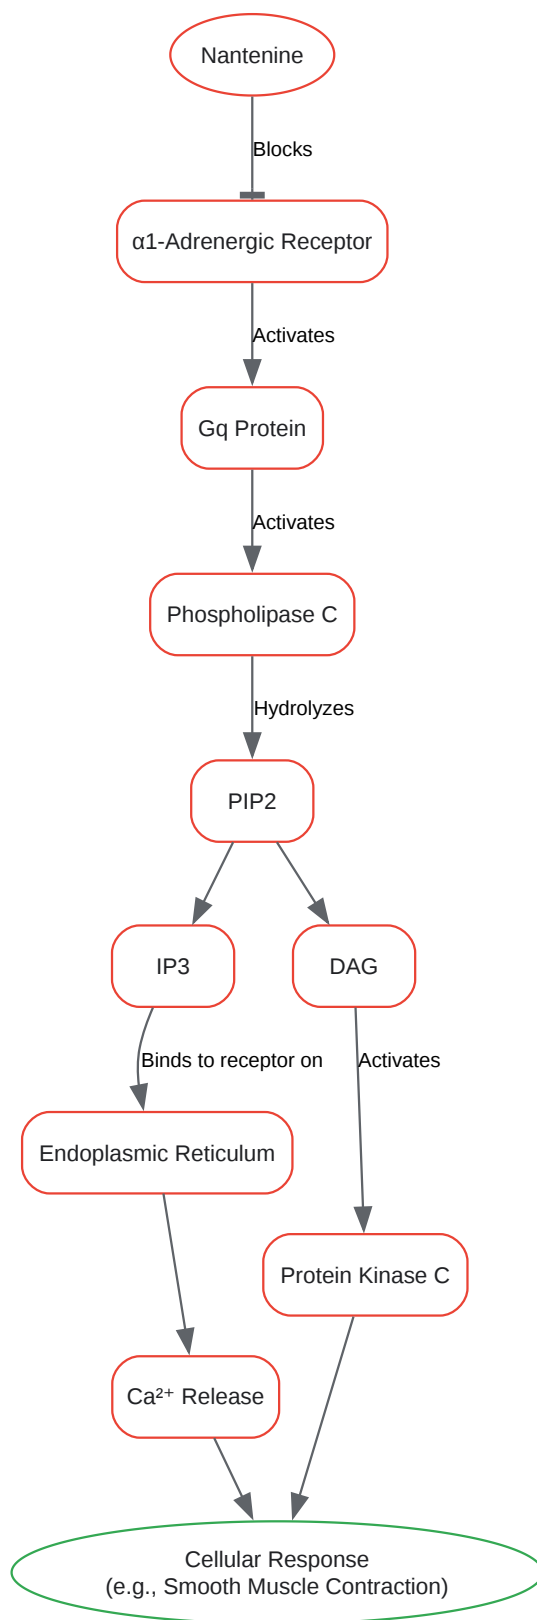 Nantenine
Blocks
α1-Adrenergic Receptor
Activates
Gq Protein
Activates
Phospholipase C
Hydrolyzes
PIP2
IP3
DAG
Binds to receptor on
Activates
Endoplasmic Reticulum
Protein Kinase C
Ca²⁺ Release
Cellular Response
(e.g., Smooth Muscle Contraction)